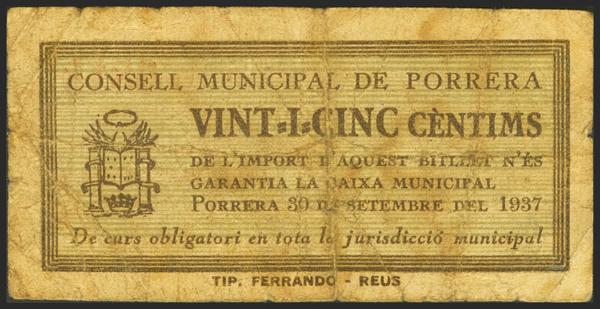 CONSELL MUNICIPAL DE PORRERA
VINT-I-CINC CÈNTIMS
DE L'IMPORT D'AQUEST BITLLET N'ÉS
GARANTIA LA CAIXA MUNICIPAL
PORRERA 30 DE SETEMBRE DEL 1937
De curs obligatori en tota la jurisdicció municipal
TIP. FERRANDO - REUS